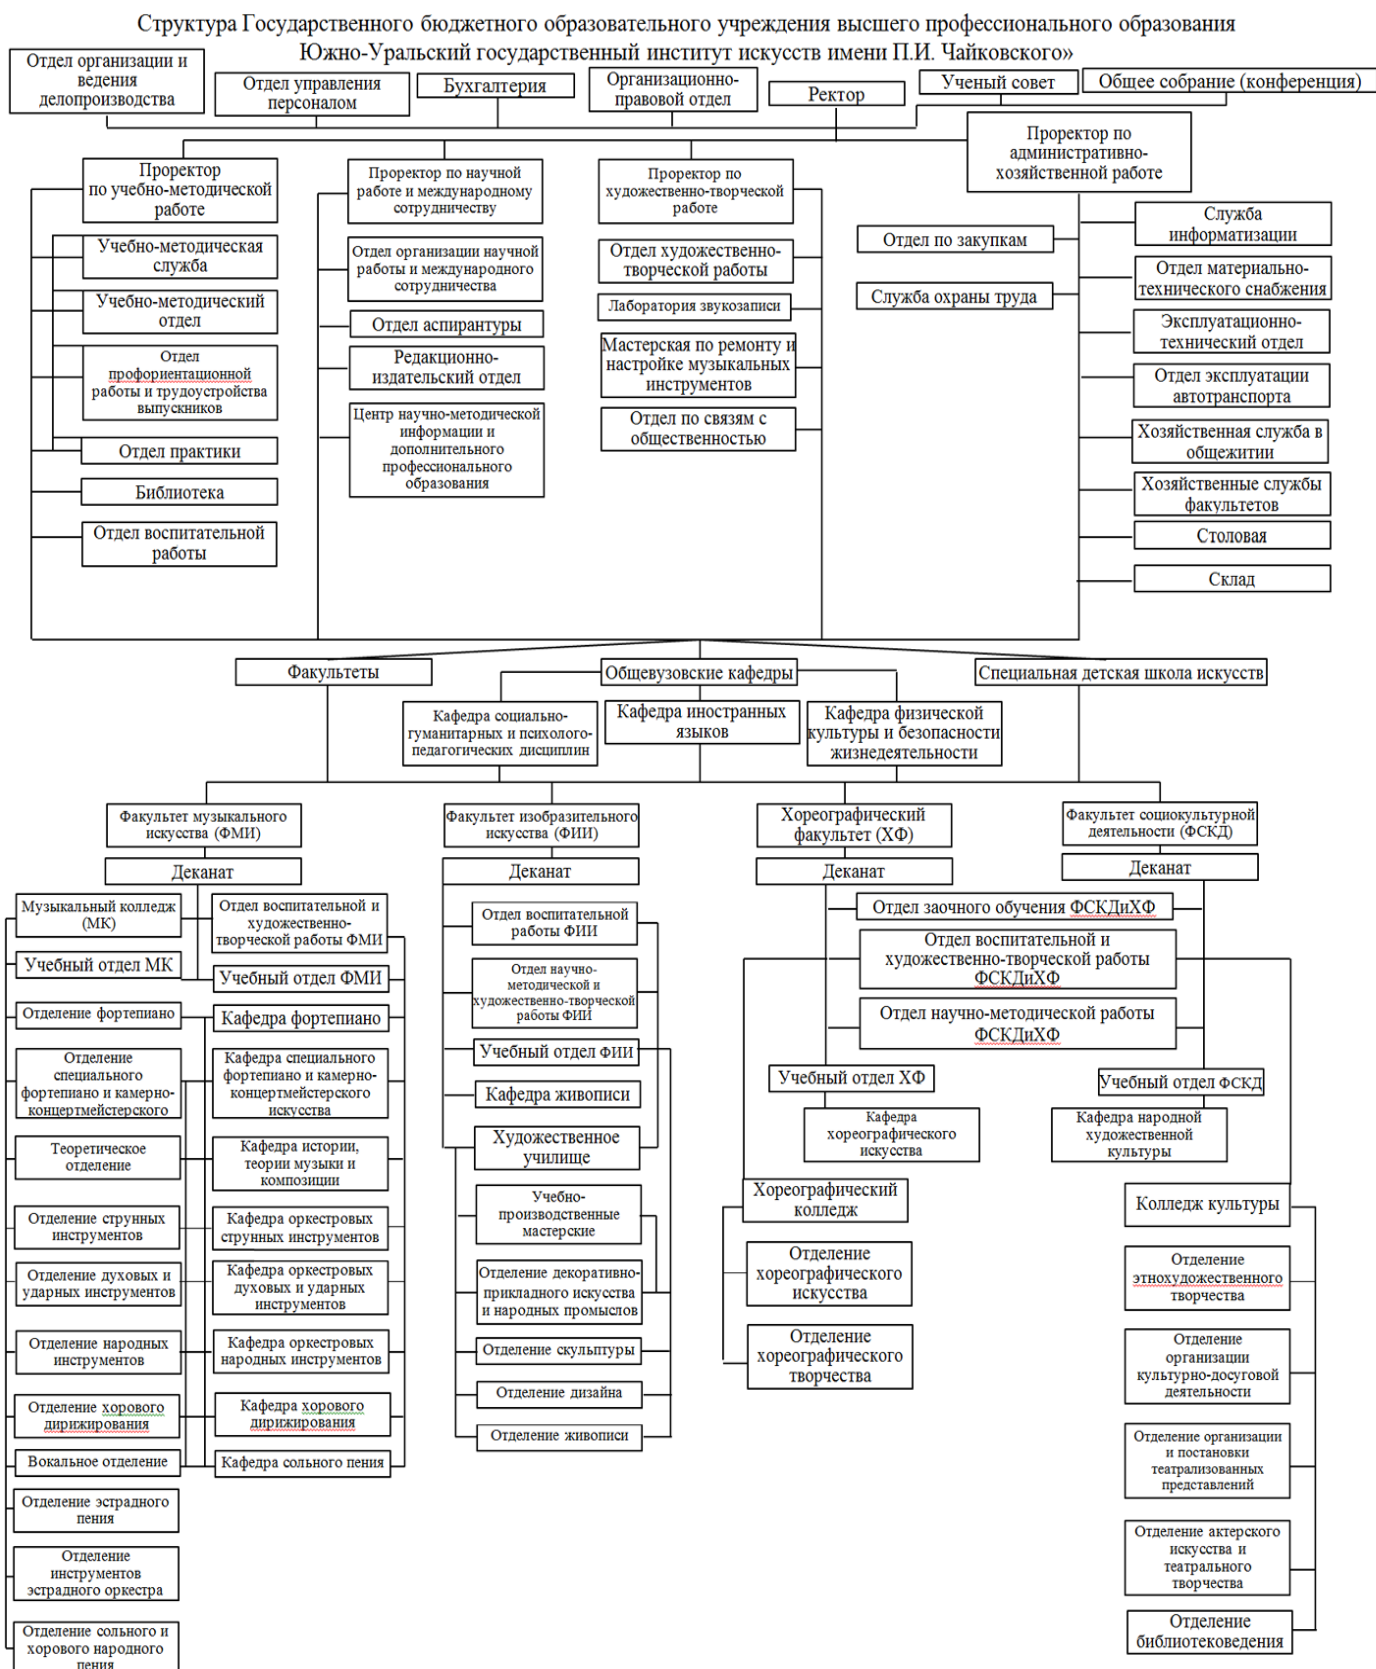 Структура Государственного бюджетного образовательного учреждения высшего профессионального образования
Южно-Уральский государственный институт искусств имени П.И. Чайковского»
Отдел организации и
ведения
делопроизводства
Отдел управления
персоналом
Бухгалтерия
Организационно-
правовой отдел
Ректор
Ученый совет
Общее собрание (конференция)
Проректор
по учебно-методической
работе
Проректор по научной
работе и международному
сотрудничеству
Проректор по
художественно-творческой
работе
Проректор по
административно-
хозяйственной работе
Учебно-методическая
служба
Учебно-методический
отдел
Отдел
профориентационной
работы и трудоустройства
выпускников
Отдел практики
Библиотека
Отдел воспитательной
работы
Отдел организации научной
работы и международного
сотрудничества
Отдел аспирантуры
Редакционно-
издательский отдел
Центр научно-методической
информации и
дополнительного
профессионального
образования
Отдел художественно-
творческой работы
Лаборатория звукозаписи
Мастерская по ремонту и
настройке музыкальных
инструментов
Отдел по связям с
общественностью
Отдел по закупкам
Служба охраны труда
Служба
информатизации
Отдел материально-
технического снабжения
Эксплуатационно-
технический отдел
Отдел эксплуатации
автотранспорта
Хозяйственная служба в
общежитии
Хозяйственные службы
факультетов
Столовая
Склад
Факультеты
Общевузовские кафедры
Специальная детская школа искусств
Кафедра социально-
гуманитарных и психолого-
педагогических дисциплин
Кафедра иностранных
языков
Кафедра физической
культуры и безопасности
жизнедеятельности
Факультет музыкального
искусства (ФМИ)
Факультет изобразительного
искусства (ФИИ)
Хореографический
факультет (ХФ)
Факультет социокультурной
деятельности (ФСКД)
Деканат
Деканат
Деканат
Деканат
Музыкальный колледж
(МК)
Учебный отдел МК
Отделение фортепиано
Отделение
специального
фортепиано и камерно-
концертмейстерского
Теоретическое
отделение
Отделение струнных
инструментов
Отделение духовых и
ударных инструментов
Отделение народных
инструментов
Отделение хорового
дирижирования
Вокальное отделение
Отделение эстрадного
пения
Отделение
инструментов
эстрадного оркестра
Отделение сольного и
хорового народного
пения
Отдел воспитательной и
художественно-
творческой работы ФМИ
Учебный отдел ФМИ
Кафедра фортепиано
Кафедра специального
фортепиано и камерно-
концертмейстерского
искусства
Кафедра истории,
теории музыки и
композиции
Кафедра оркестровых
струнных инструментов
Кафедра оркестровых
духовых и ударных
инструментов
Кафедра оркестровых
народных инструментов
Кафедра хорового
дирижирования
Кафедра сольного пения
Отдел воспитательной
работы ФИИ
Отдел научно-
методической и
художественно-творческой
работы ФИИ
Учебный отдел ФИИ
Кафедра живописи
Художественное
училище
Учебно-
производственные
мастерские
Отделение декоративно-
прикладного искусства
и народных промыслов
Отделение скульптуры
Отделение дизайна
Отделение живописи
Отдел заочного обучения ФСКДиХФ
Отдел воспитательной и
художественно-творческой работы
ФСКДиХФ
Отдел научно-методической работы
ФСКДиХФ
Учебный отдел ХФ
Кафедра
хореографического
искусства
Хореографический
колледж
Отделение
хореографического
искусства
Отделение
хореографического
творчества
Учебный отдел ФСКД
Кафедра народной
художественной
культуры
Колледж культуры
Отделение
этнохудожественного
творчества
Отделение
организации
культурно-досуговой
деятельности
Отделение организации
и постановки
театрализованных
представлений
Отделение актерского
искусства и
театрального
творчества
Отделение
библиотековедения